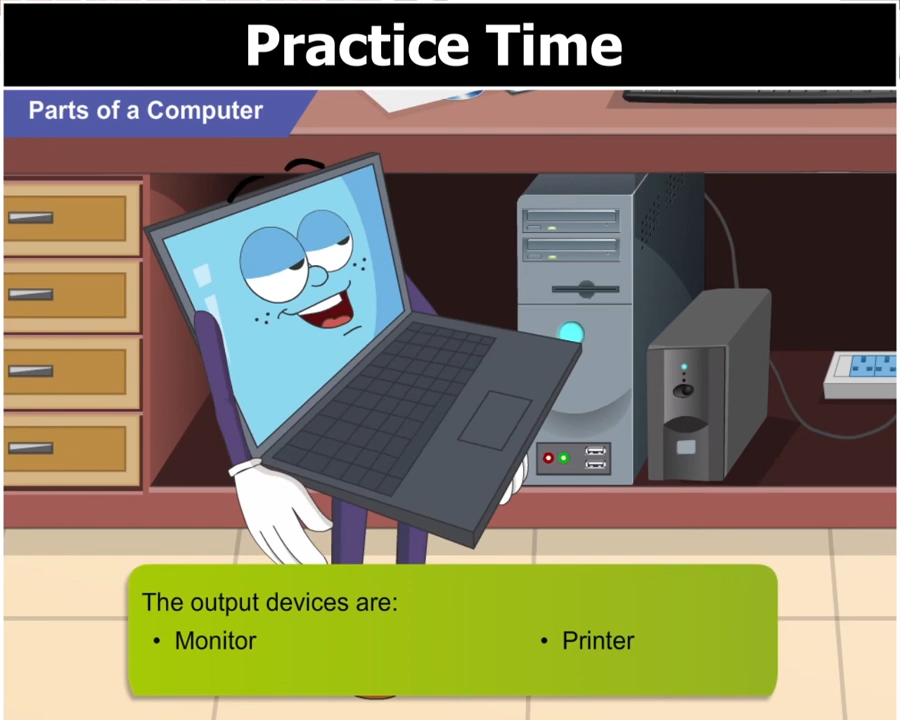 Practice Time
Parts of a Computer
The output devices are:
• Monitor • Printer